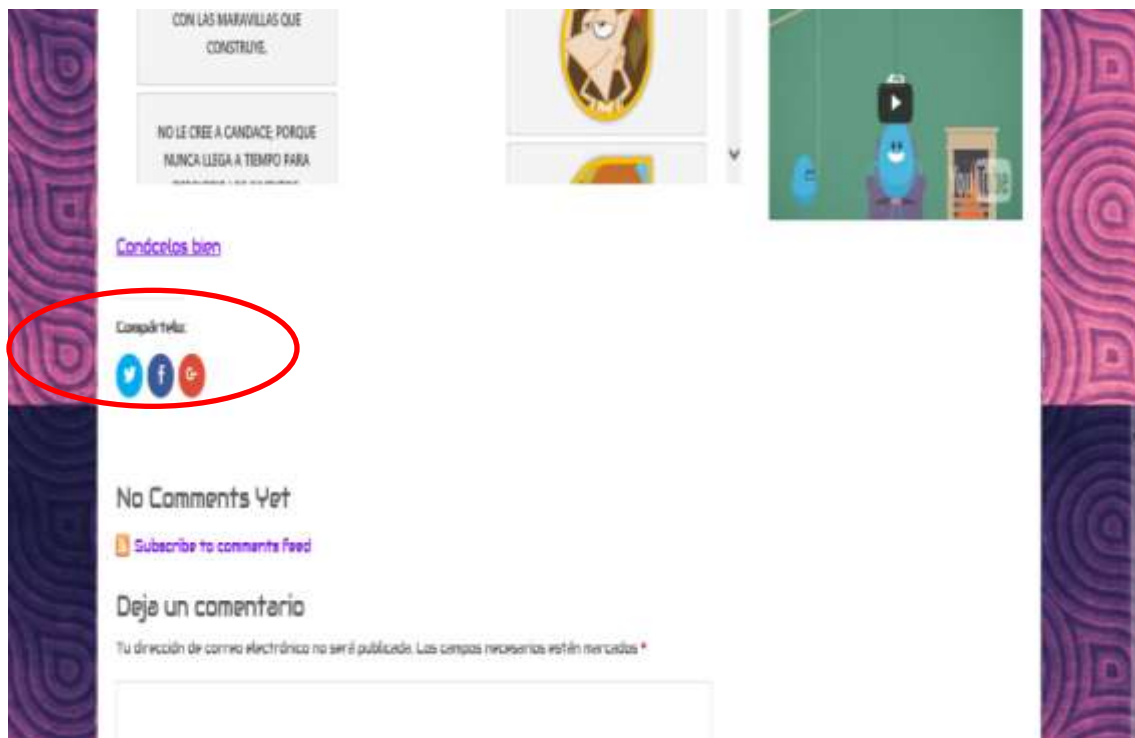 CON LAS MARAVILLAS QUE
CONSTRUYE.
NO LE CREE A CANDACE, PORQUE
NUNCA LLEGA A TIEMPO PARA
Conócelos bien
Compártelo:
No Comments Yet
Subscribe to comments feed
Deja un comentario
Tu dirección de correo electrónico no será publicada. Los campos necesarios están marcados *